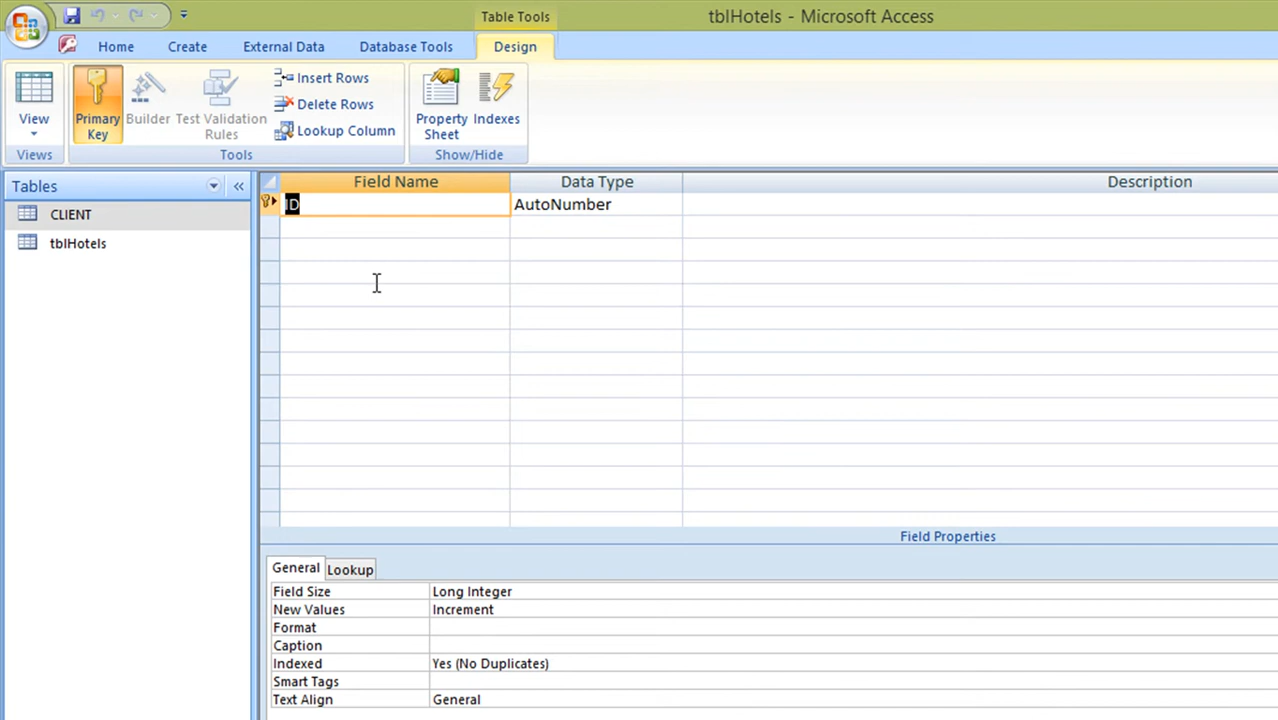 Table Tools
tblHotels - Microsoft Access
Home
Create
External Data
Database Tools
Design
View
Primary Key
Builder
Test Validation Rules
Insert Rows
Delete Rows
Lookup Column
Property Sheet
Indexes
Views
Tools
Show/Hide
Tables
CLIENT
tblHotels
Field Name Data Type Description
ID AutoNumber
Field Properties
General Lookup
Field Size Long Integer
New Values Increment
Format
Caption
Indexed Yes (No Duplicates)
Smart Tags
Text Align General